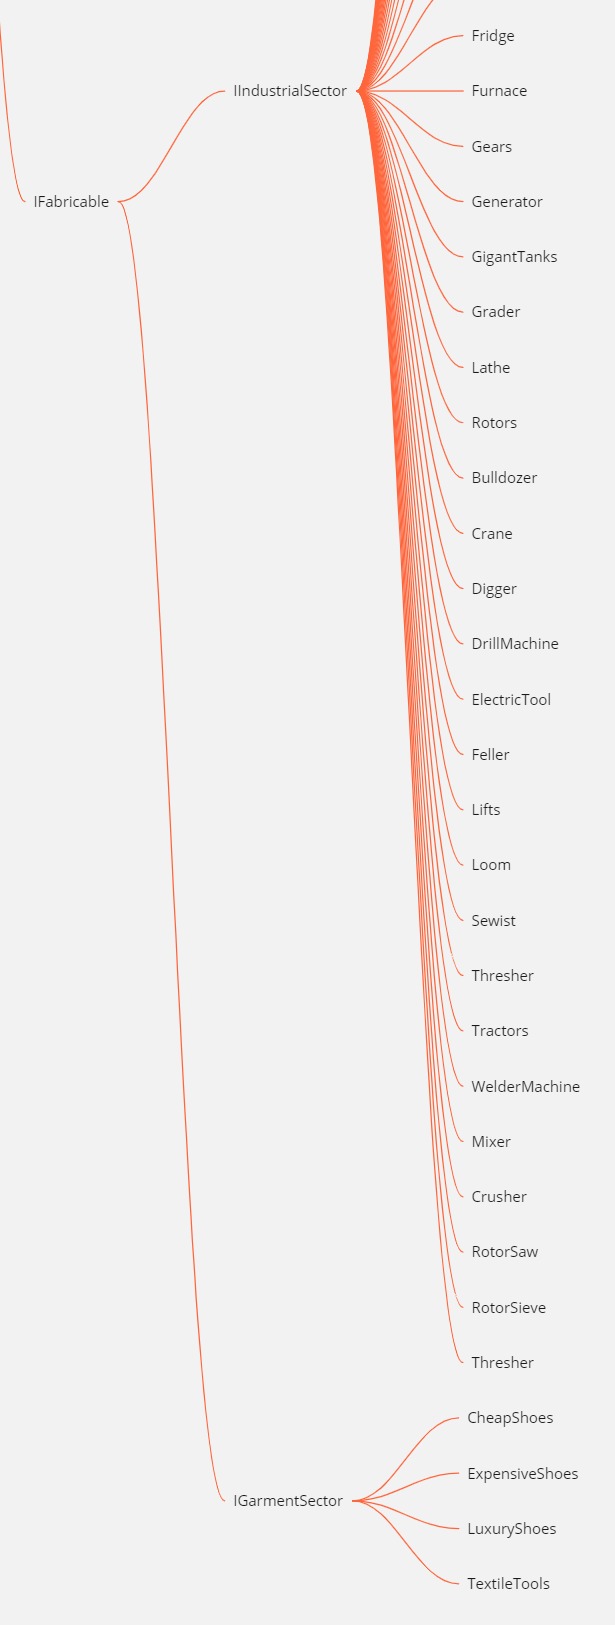 Fridge
IIndustrialSector
Furnace
Gears
IFabricable
Generator
GigantTanks
Grader
Lathe
Rotors
Bulldozer
Crane
Digger
DrillMachine
ElectricTool
Feller
Lifts
Loom
Sewist
Thresher
Tractors
WelderMachine
Mixer
Crusher
RotorSaw
RotorSieve
Thresher
CheapShoes
ExpensiveShoes
IGarmentSector
LuxuryShoes
TextileTools